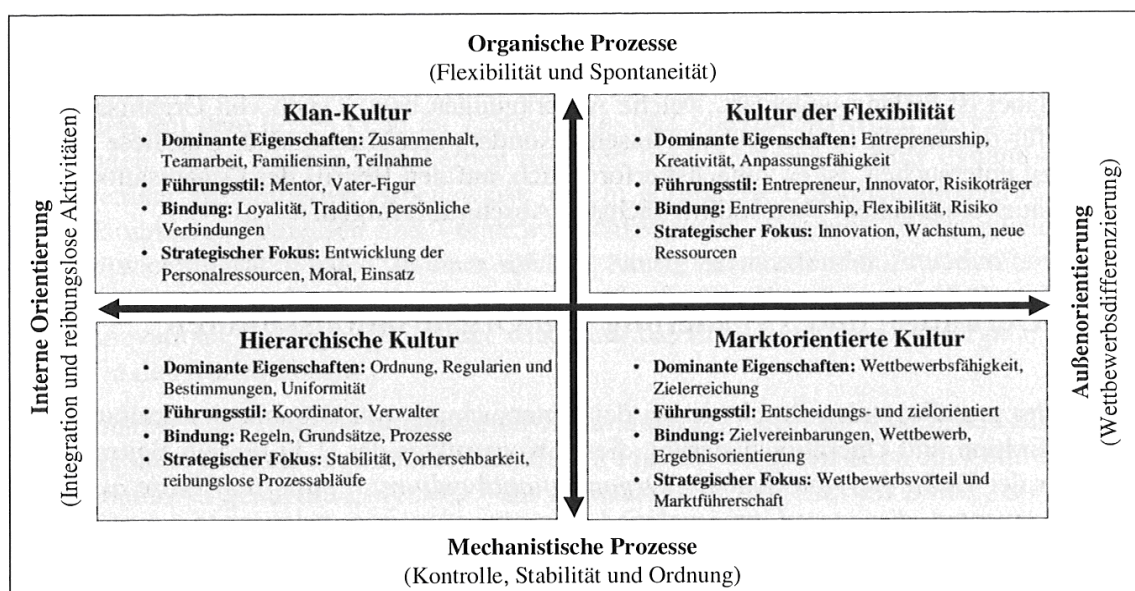 Organische Prozesse
(Flexibilität und Spontaneität)
Interne Orientierung
(Integration und reibungslose Aktivitäten)
Klan-Kultur
• Dominante Eigenschaften: Zusammenhalt,
Teamarbeit, Familiensinn, Teilnahme
• Führungsstil: Mentor, Vater-Figur
• Bindung: Loyalität, Tradition, persönliche
Verbindungen
• Strategischer Fokus: Entwicklung der
Personalressourcen, Moral, Einsatz
Kultur der Flexibilität
• Dominante Eigenschaften: Entrepreneurship,
Kreativität, Anpassungsfähigkeit
• Führungsstil: Entrepreneur, Innovator, Risikoträger
• Bindung: Entrepreneurship, Flexibilität, Risiko
• Strategischer Fokus: Innovation, Wachstum, neue
Ressourcen
Hierarchische Kultur
• Dominante Eigenschaften: Ordnung, Regularien und
Bestimmungen, Uniformität
• Führungsstil: Koordinator, Verwalter
• Bindung: Regeln, Grundsätze, Prozesse
• Strategischer Fokus: Stabilität, Vorherschbarkeit,
reibungslose Prozessabläufe
Marktorientierte Kultur
• Dominante Eigenschaften: Wettbewerbsfähigkeit,
Zielerreichung
• Führungsstil: Entscheidungs- und zielorientiert
• Bindung: Zielvereinbarungen, Wettbewerb,
Ergebnisorientierung
• Strategischer Fokus: Wettbewerbsvorteil und
Marktführerschaft
Außenorientierung
(Wettbewerbsdifferenzierung)
Mechanistische Prozesse
(Kontrolle, Stabilität und Ordnung)